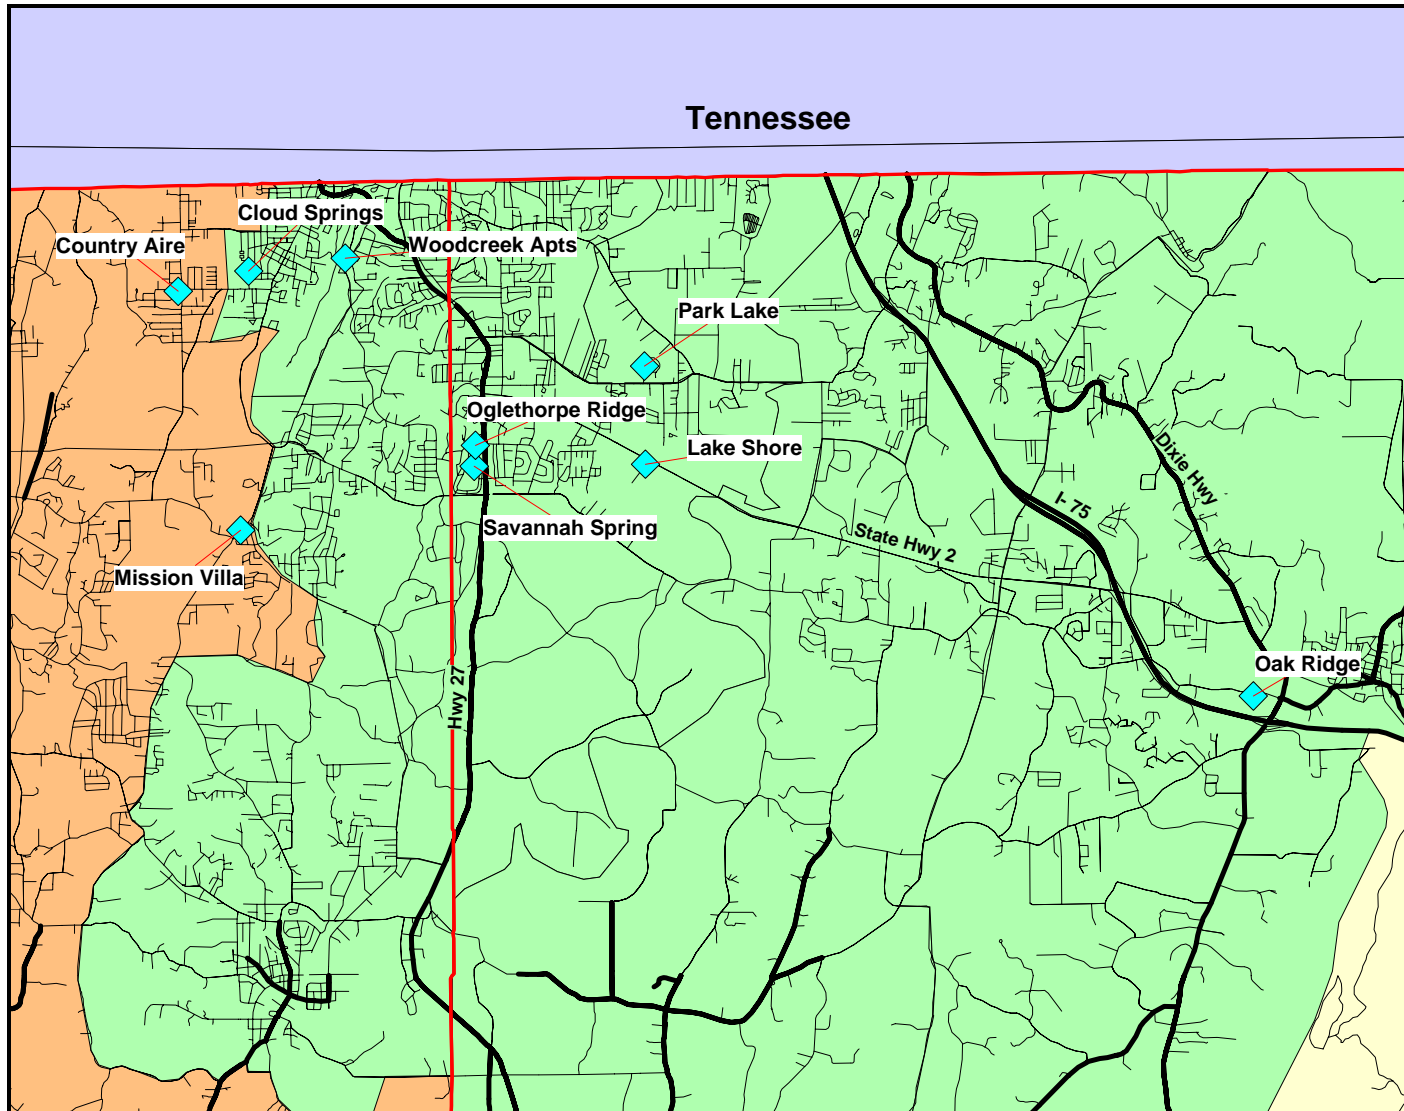 Tennessee
Cloud Springs
Country Aire
Woodcreek Apts
Park Lake
Oglethorpe Ridge
Lake Shore
Dixie Hwy
I- 75
Savannah Spring
State Hwy 2
Mission Villa
Oak Ridge
Hwy 27